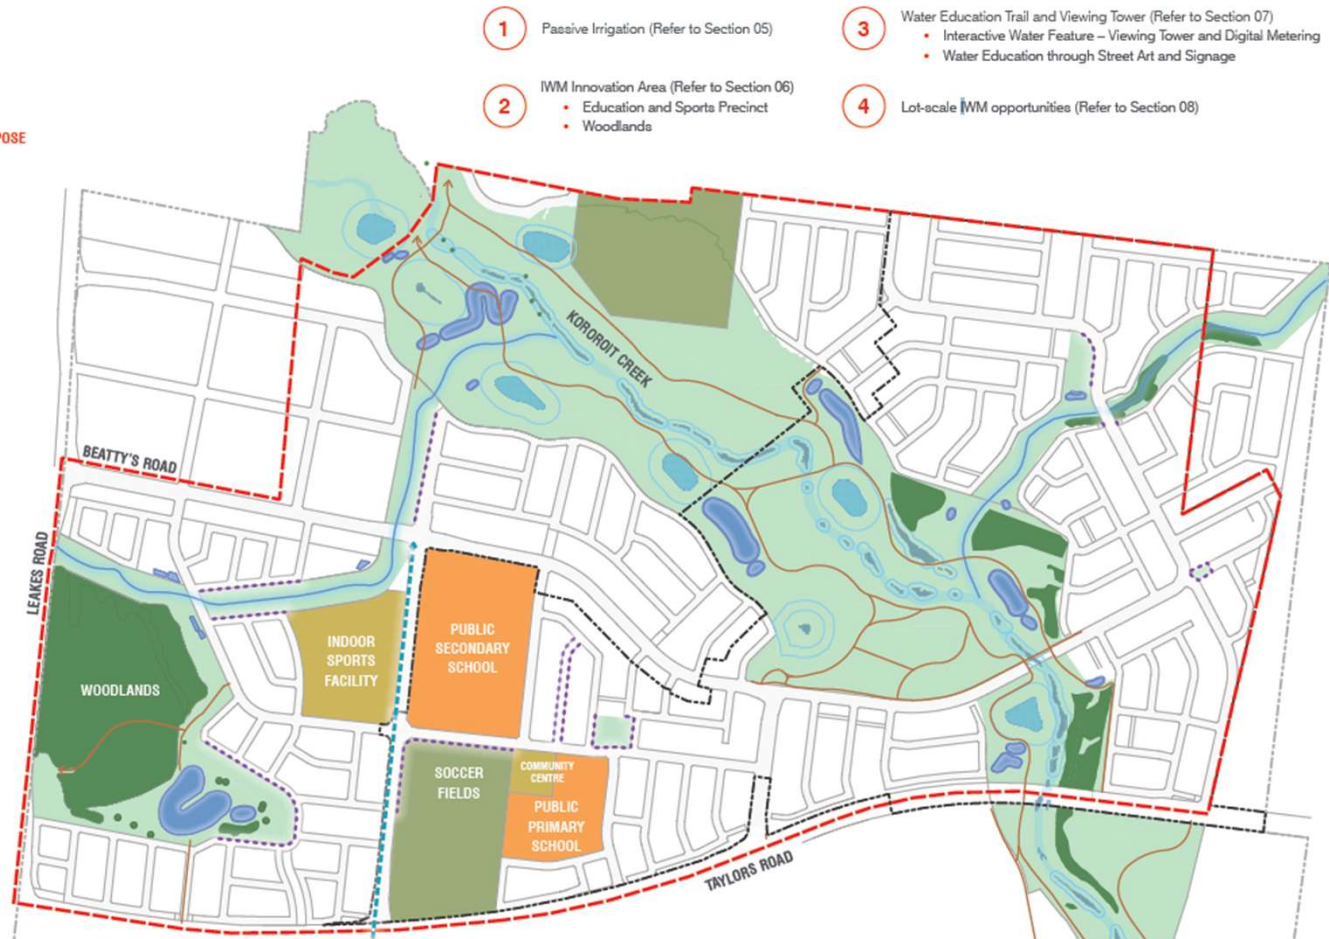 1
Passive Irrigation (Refer to Section 05)
2
IWM Innovation Area (Refer to Section 06)
• Education and Sports Precinct
• Woodlands
3
Water Education Trail and Viewing Tower (Refer to Section 07)
• Interactive Water Feature – Viewing Tower and Digital Metering
• Water Education through Street Art and Signage
4
Lot-scale IWM opportunities (Refer to Section 08)
POSE
KOROROIT CREEK
BEATTY'S ROAD
LEAKES ROAD
WOODLANDS
INDOOR
SPORTS
FACILITY
PUBLIC
SECONDARY
SCHOOL
SOCCER
FIELDS
COMMUNITY
CENTRE
PUBLIC
PRIMARY
SCHOOL
TAYLORS ROAD